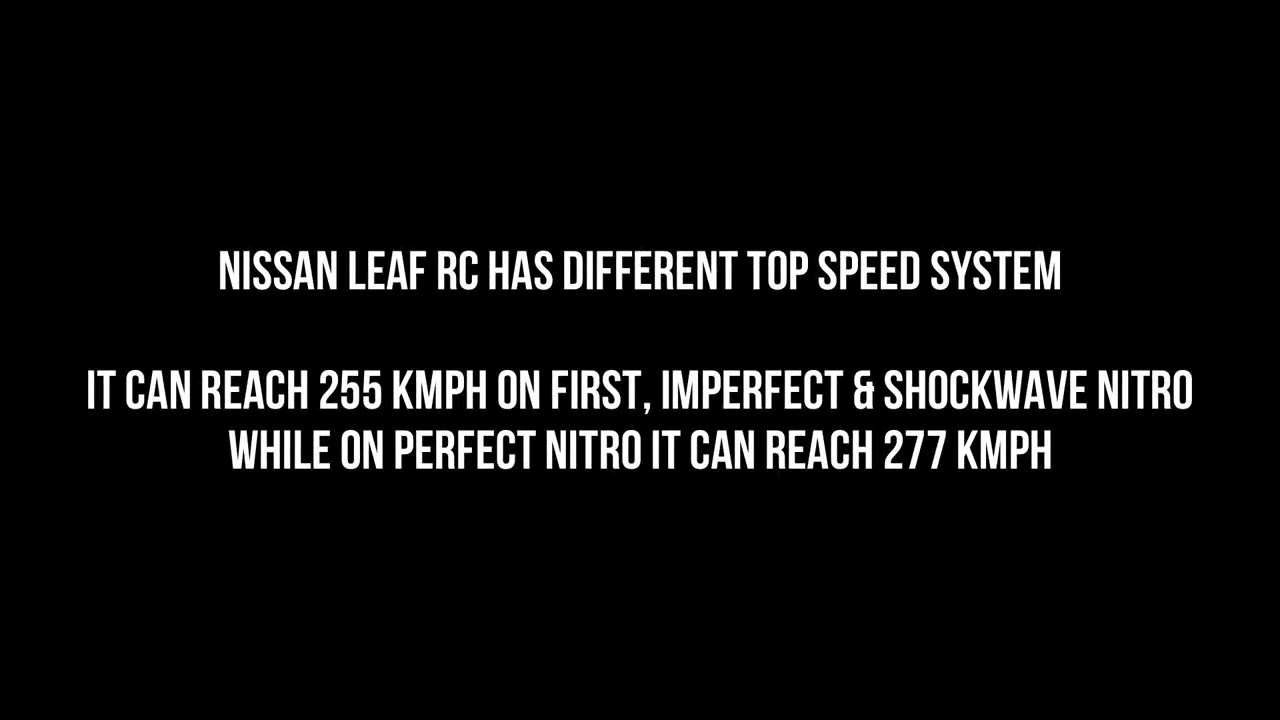 NISSAN LEAF RC HAS DIFFERENT TOP SPEED SYSTEM
IT CAN REACH 255 KMPH ON FIRST, IMPERFECT & SHOCKWAVE NITRO
WHILE ON PERFECT NITRO IT CAN REACH 277 KMPH